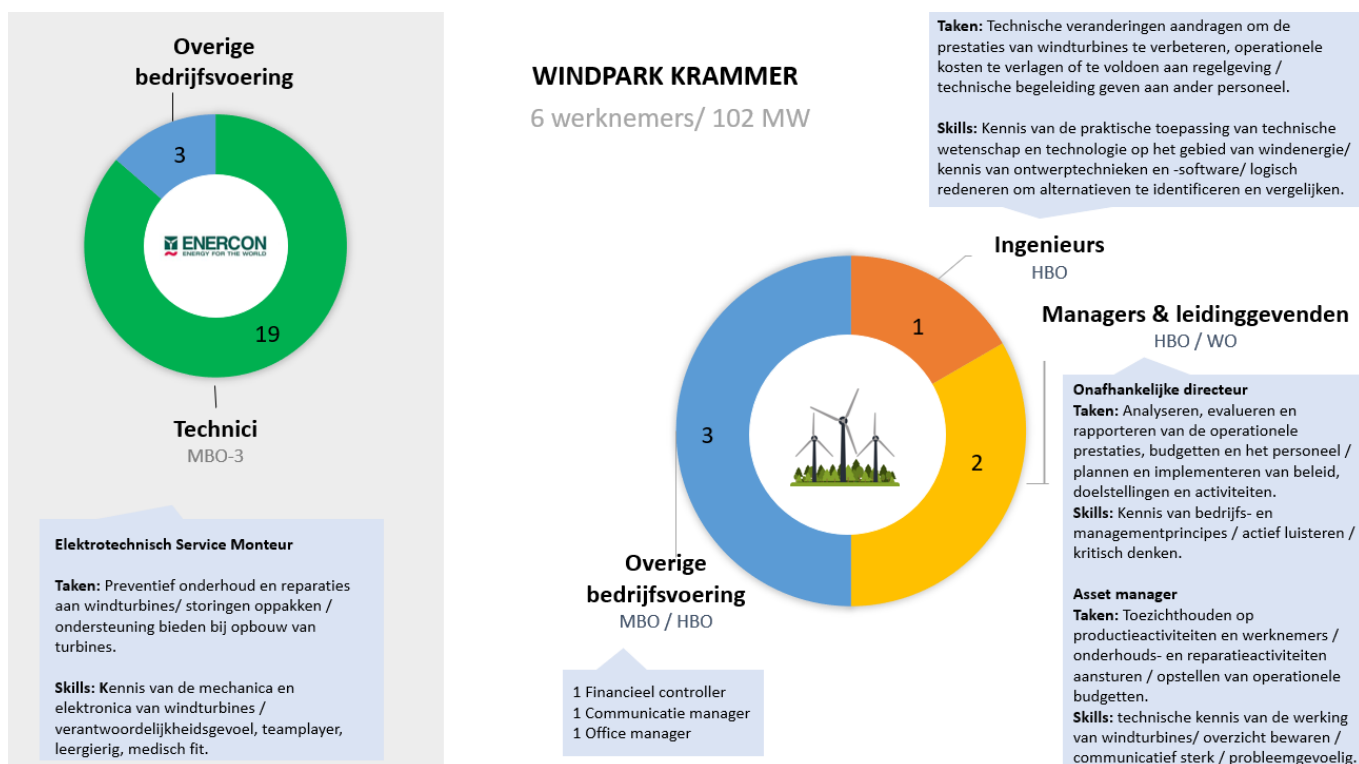 Overige
bedrijfsvoering
3
ENERCON
ENERGY FOR THE WORLD
19
Technici
MBO-3
Elektrotechnisch Service Monteur
Taken: Preventief onderhoud en reparaties
aan windturbines/ storingen oppakken /
ondersteuning bieden bij opbouw van
turbines.
Skills: Kennis van de mechanica en
elektronica van windturbines /
verantwoordelijkheidsgevoel, teamplayer,
leergierig, medisch fit.
WINDPARK KRAMMER
6 werknemers/ 102 MW
Taken: Technische veranderingen aandragen om de
prestaties van windturbines te verbeteren, operationele
kosten te verlagen of te voldoen aan regelgeving /
technische begeleiding geven aan ander personeel.
Skills: Kennis van de praktische toepassing van technische
wetenschap en technologie op het gebied van windenergie/
kennis van ontwerptechnieken en -software/ logisch
redeneren om alternatieven te identificeren en vergelijken.
Ingenieurs
HBO
1
Managers & leidinggevenden
HBO / WO
2
3
Onafhankelijke directeur
Taken: Analyseren, evalueren en
rapporteren van de operationele
prestaties, budgetten en het personeel /
plannen en implementeren van beleid,
doelstellingen en activiteiten.
Skills: Kennis van bedrijfs- en
managementprincipes / actief luisteren /
kritisch denken.
Asset manager
Taken: Toezichthouden op
productieactiviteiten en werknemers /
onderhouds- en reparatieactiviteiten
aansturen / opstellen van operationele
budgetten.
Skills: technische kennis van de werking
van windturbines/ overzicht bewaren /
communicatief sterk / probleemgevoelig.
Overige
bedrijfsvoering
MBO / HBO
1 Financieel controller
1 Communicatie manager
1 Office manager